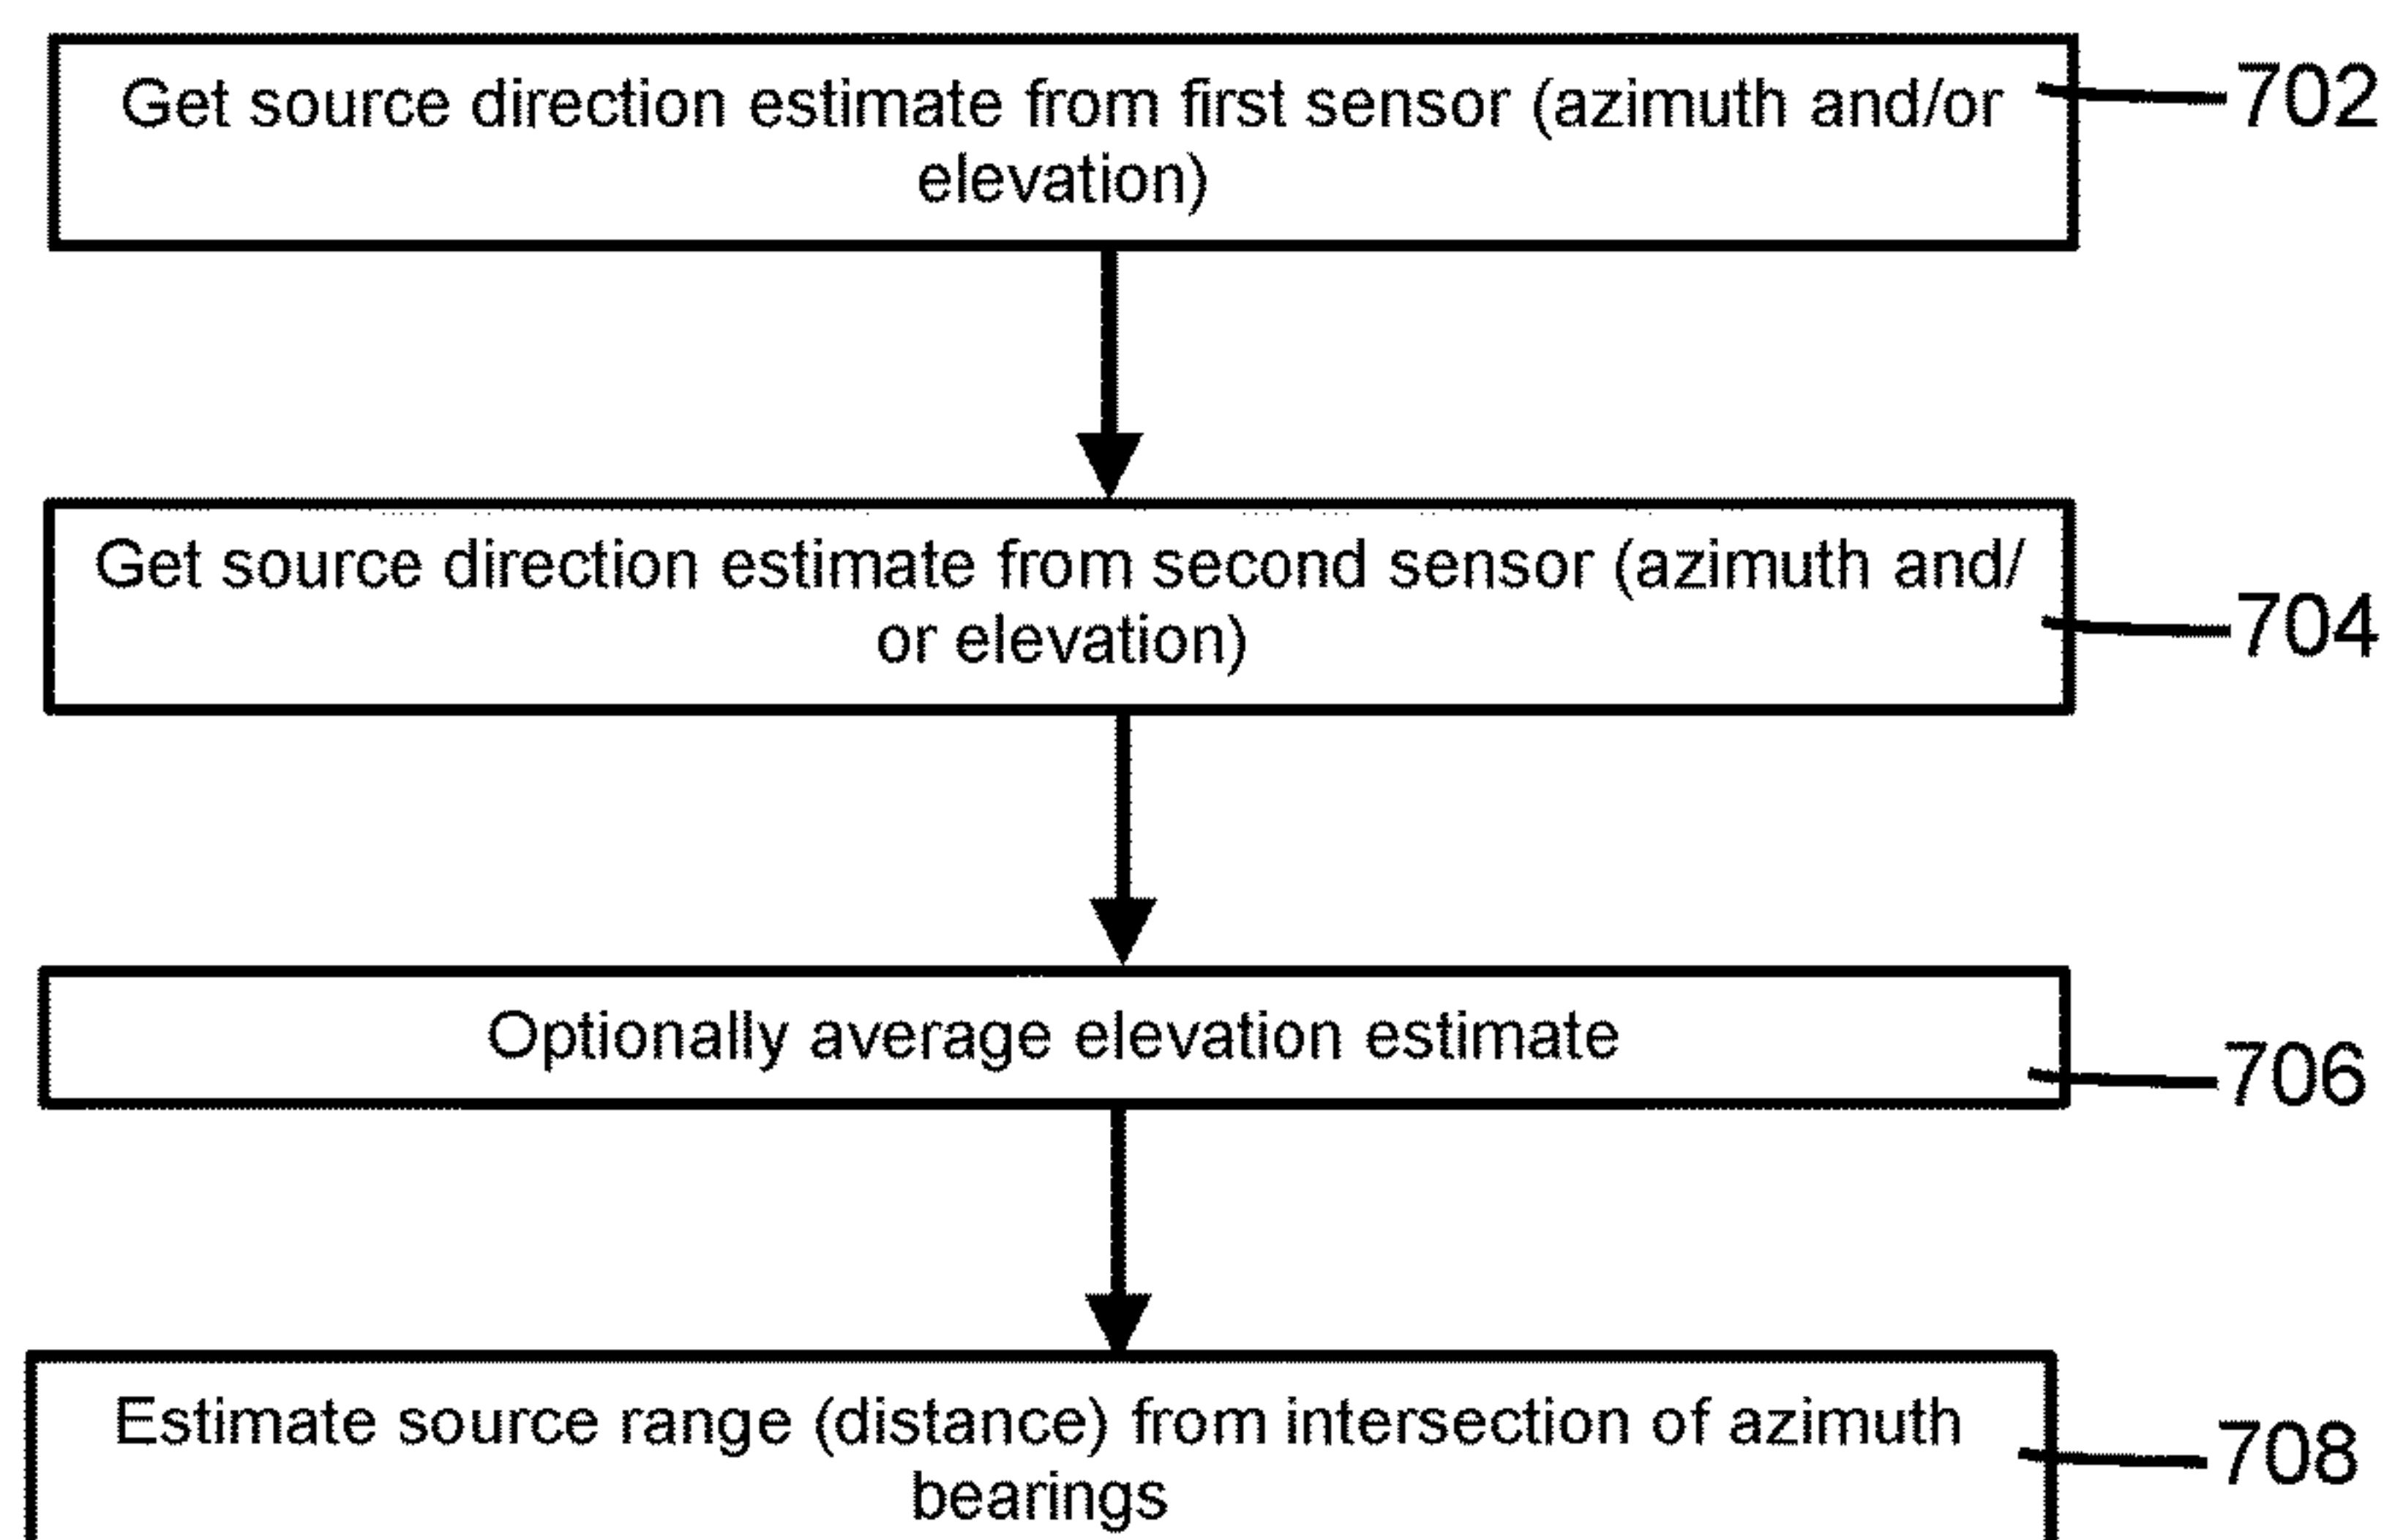 Get source direction estimate from first sensor (azimuth and/or
elevation)
702
Get source direction estimate from second sensor (azimuth and/
or elevation)
704
Optionally average elevation estimate
706
Estimate source range (distance) from intersection of azimuth
bearings
708